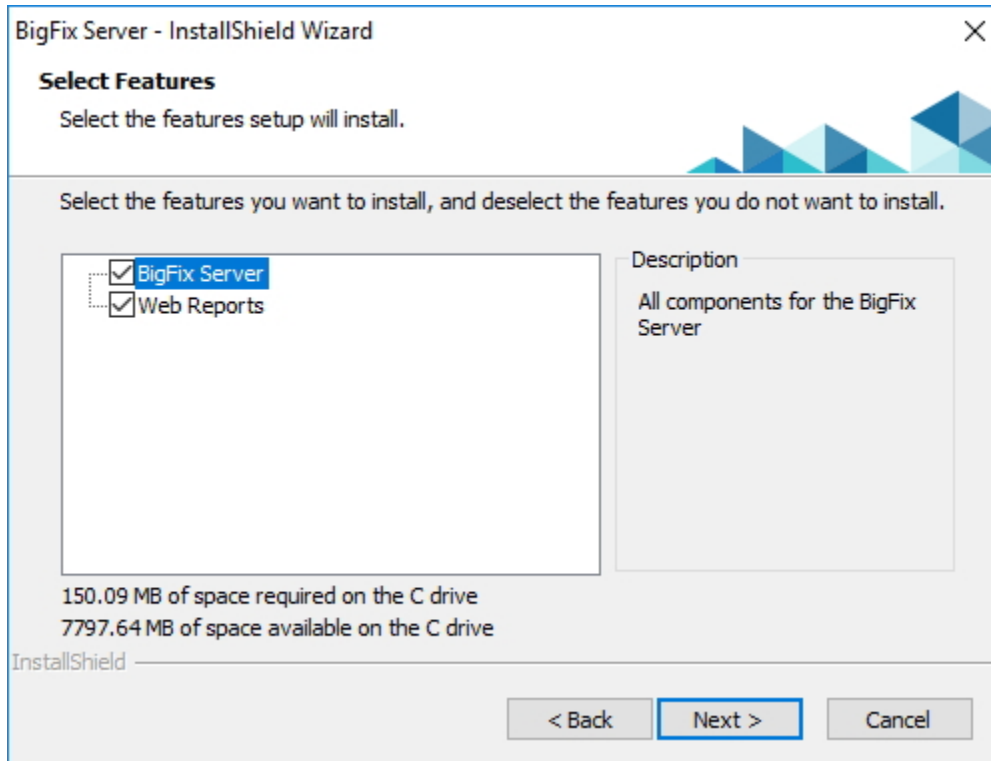 BigFix Server - InstallShield Wizard
Select Features
Select the features setup will install.
Select the features you want to install, and deselect the features you do not want to install.
BigFix Server
Web Reports
Description
All components for the BigFix
Server
150.09 MB of space required on the C drive
7797.64 MB of space available on the C drive
InstallShield
< Back
Next >
Cancel